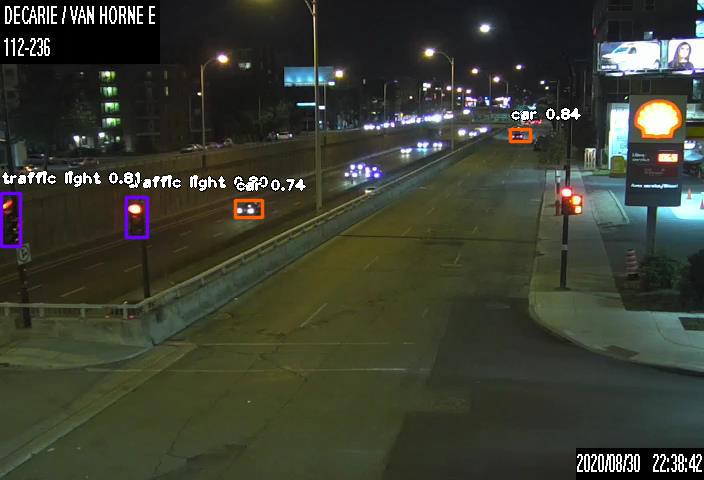 DECARIE / VAN HORNE E
112-236
car 0.84
traffic light 0.81
traffic light 0.80
car 0.74
2020/08/30 22:38:42